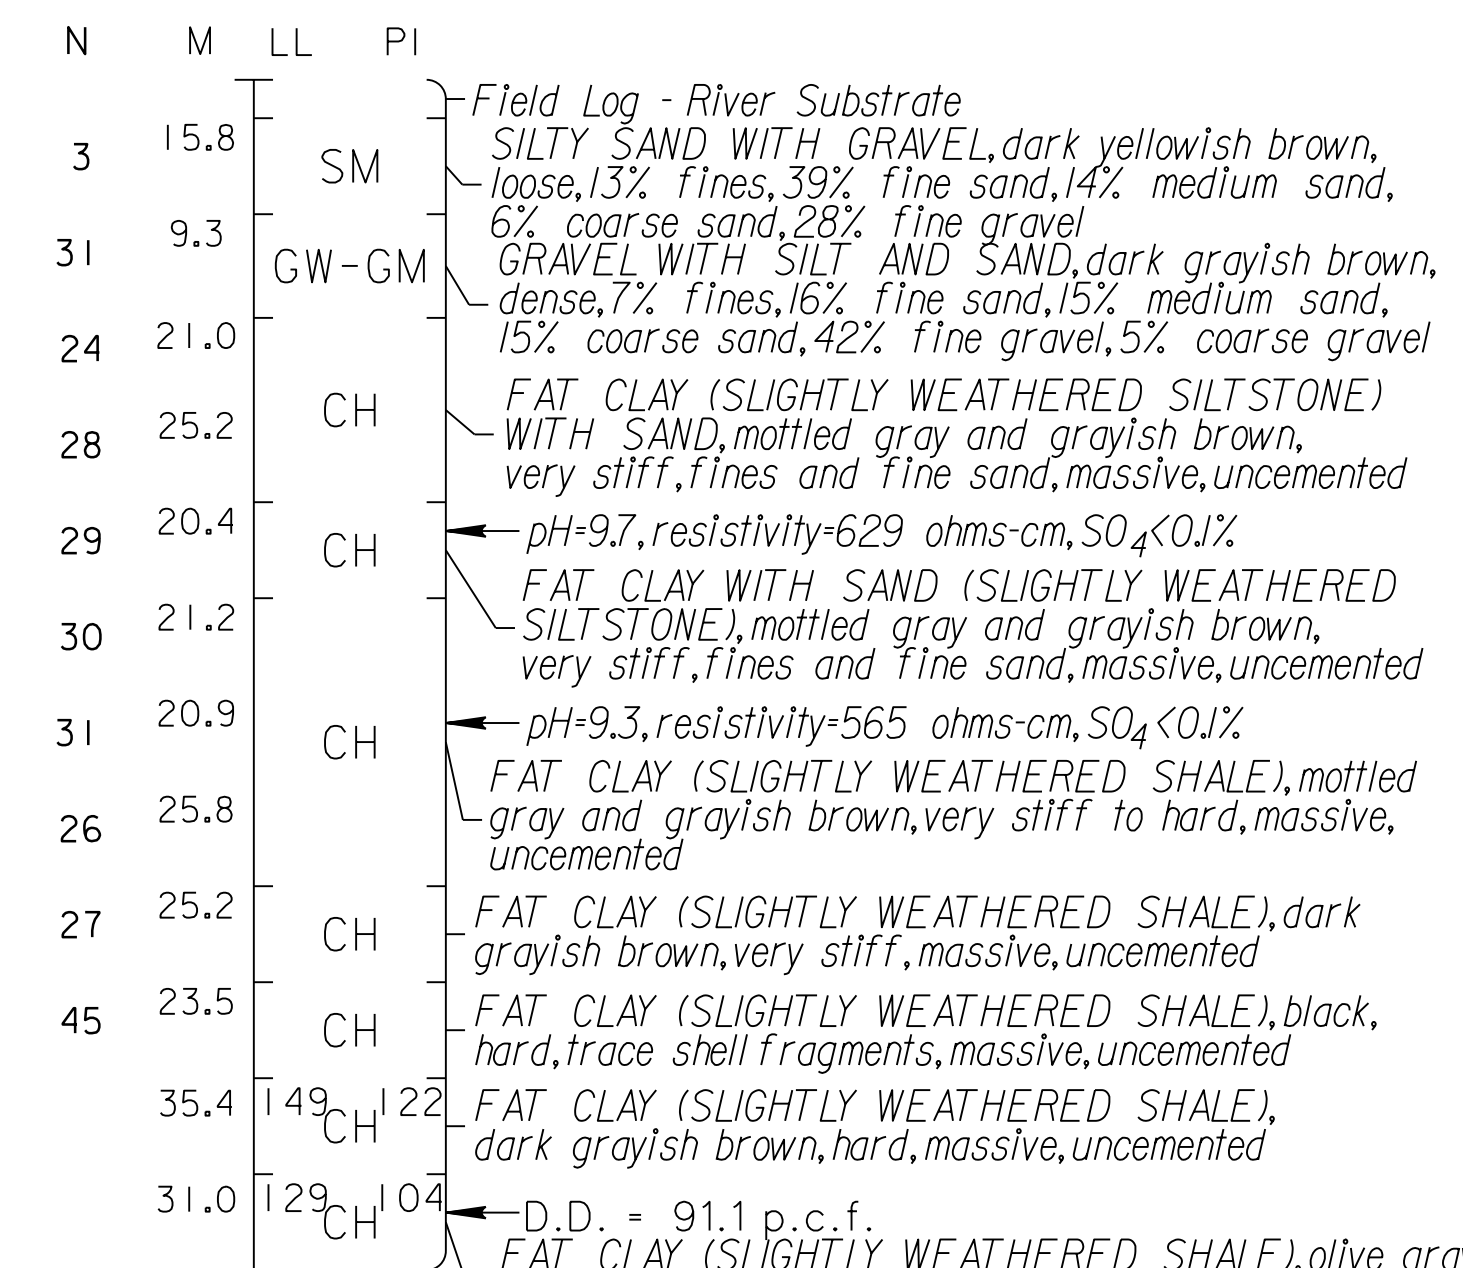 N M LL PI
Field Log - River Substrate
15.8
3
SM
SILTY SAND WITH GRAVEL, dark yellowish brown,
loose, 13% fines, 39% fine sand, 14% medium sand,
6% coarse sand, 28% fine gravel
9.3
31
GW-GM
GRAVEL WITH SILT AND SAND, dark grayish brown,
dense, 7% fines, 16% fine sand, 15% medium sand,
15% coarse sand, 42% fine gravel, 5% coarse gravel
21.0
24
CH
FAT CLAY (SLIGHTLY WEATHERED SILTSTONE)
WITH SAND, mottled gray and grayish brown,
very stiff, fines and fine sand, massive, uncemented
25.2
28
20.4
29
CH
pH=9.7, resistivity=629 ohms-cm, SO4<0.1%
FAT CLAY WITH SAND (SLIGHTLY WEATHERED
SILTSTONE), mottled gray and grayish brown,
very stiff, fines and fine sand, massive, uncemented
21.2
30
20.9
31
CH
pH=9.3, resistivity=565 ohms-cm, SO4<0.1%
FAT CLAY (SLIGHTLY WEATHERED SHALE), mottled
gray and grayish brown, very stiff to hard, massive,
uncemented
25.8
26
25.2
27
CH
FAT CLAY (SLIGHTLY WEATHERED SHALE), dark
grayish brown, very stiff, massive, uncemented
23.5
45
CH
FAT CLAY (SLIGHTLY WEATHERED SHALE), black,
hard, trace shell fragments, massive, uncemented
35.4 149 122
CH
FAT CLAY (SLIGHTLY WEATHERED SHALE),
dark grayish brown, hard, massive, uncemented
31.0 129 104
CH
D.D. = 91.1 p.c.f.
FAT CLAY (SLIGHTLY WEATHERED SHALE), olive gray